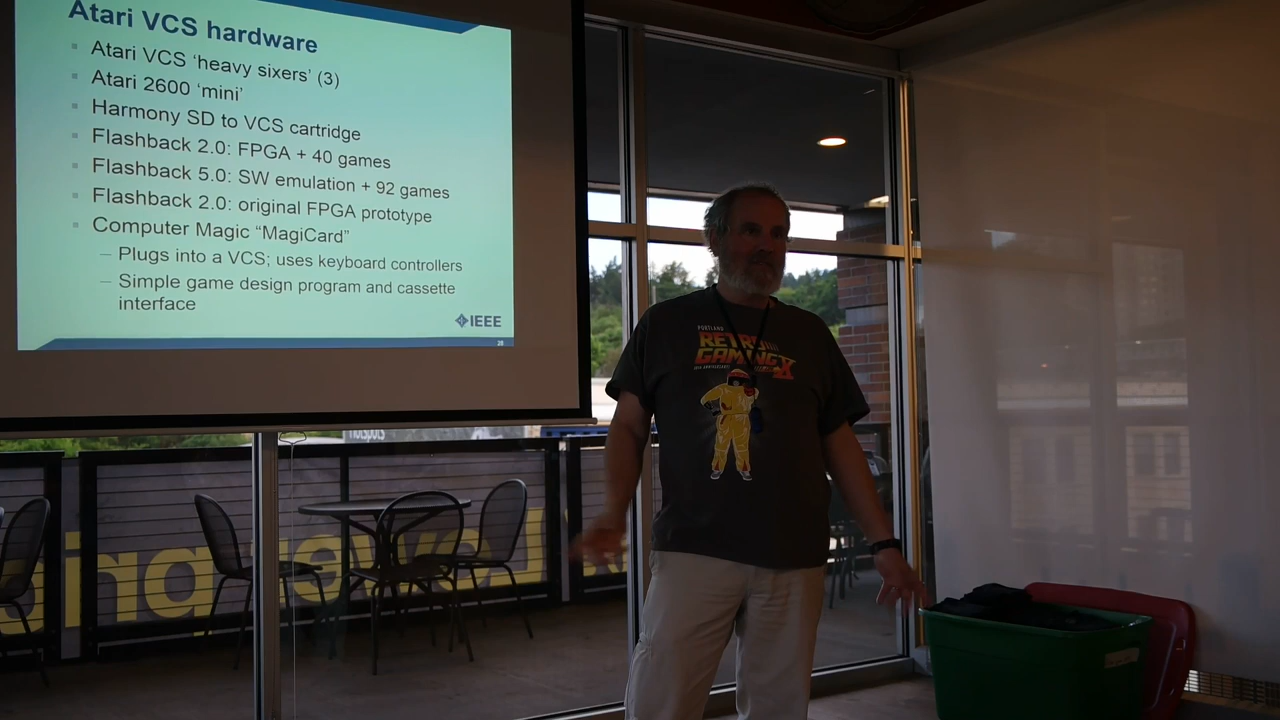 Atari VCS hardware
Atari VCS ‘heavy sixers’ (3)
Atari 2600 ‘mini’
Harmony SD to VCS cartridge
Flashback 2.0: FPGA + 40 games
Flashback 5.0: SW emulation + 92 games
Flashback 2.0: original FPGA prototype
Computer Magic “MagiCard”
– Plugs into a VCS; uses keyboard controllers
– Simple game design program and cassette
interface
IEEE
PORTLAND
RETRO
GAMING X
hotspots